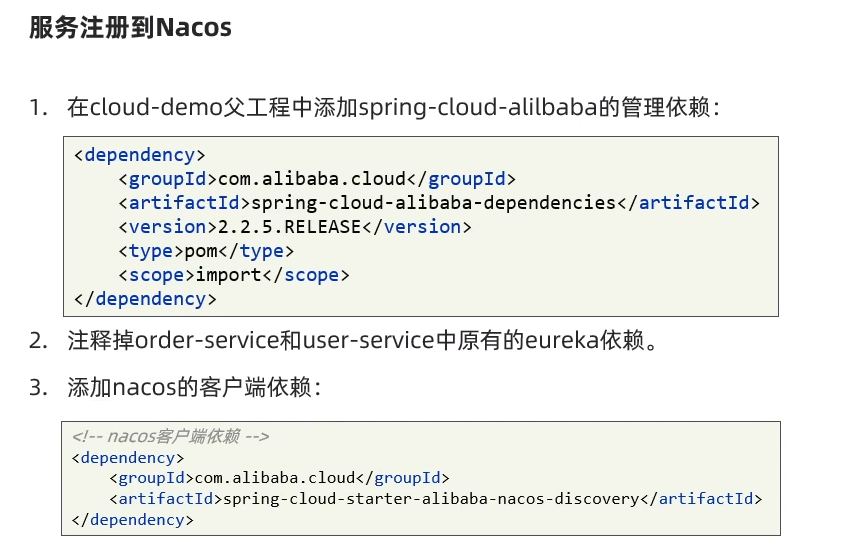 服务注册到Nacos
1. 在cloud-demo父工程中添加spring-cloud-alilbaba的管理依赖：
<dependency>
    <groupId>com.alibaba.cloud</groupId>
    <artifactId>spring-cloud-alibaba-dependencies</artifactId>
    <version>2.2.5.RELEASE</version>
    <type>pom</type>
    <scope>import</scope>
</dependency>
2. 注释掉order-service和user-service中原有的eureka依赖。
3. 添加nacos的客户端依赖：
<!-- nacos客户端依赖 -->
<dependency>
    <groupId>com.alibaba.cloud</groupId>
    <artifactId>spring-cloud-starter-alibaba-nacos-discovery</artifactId>
</dependency>